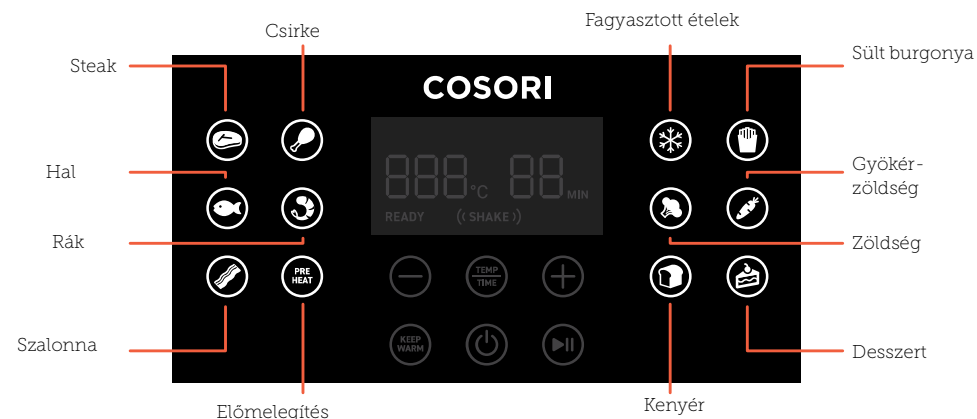 Csirke
Fagyasztott ételek
Steak
Sült burgonya
COSORI
Hal
Gyökér-
zöldség
888 °C 88 MIN
READY ((SHAKE))
Rák
Zöldség
PRE
HEAT
TEMP
TIME
Szalonna
Desszert
KEEP
WARM
Előmelegítés
Kenyér